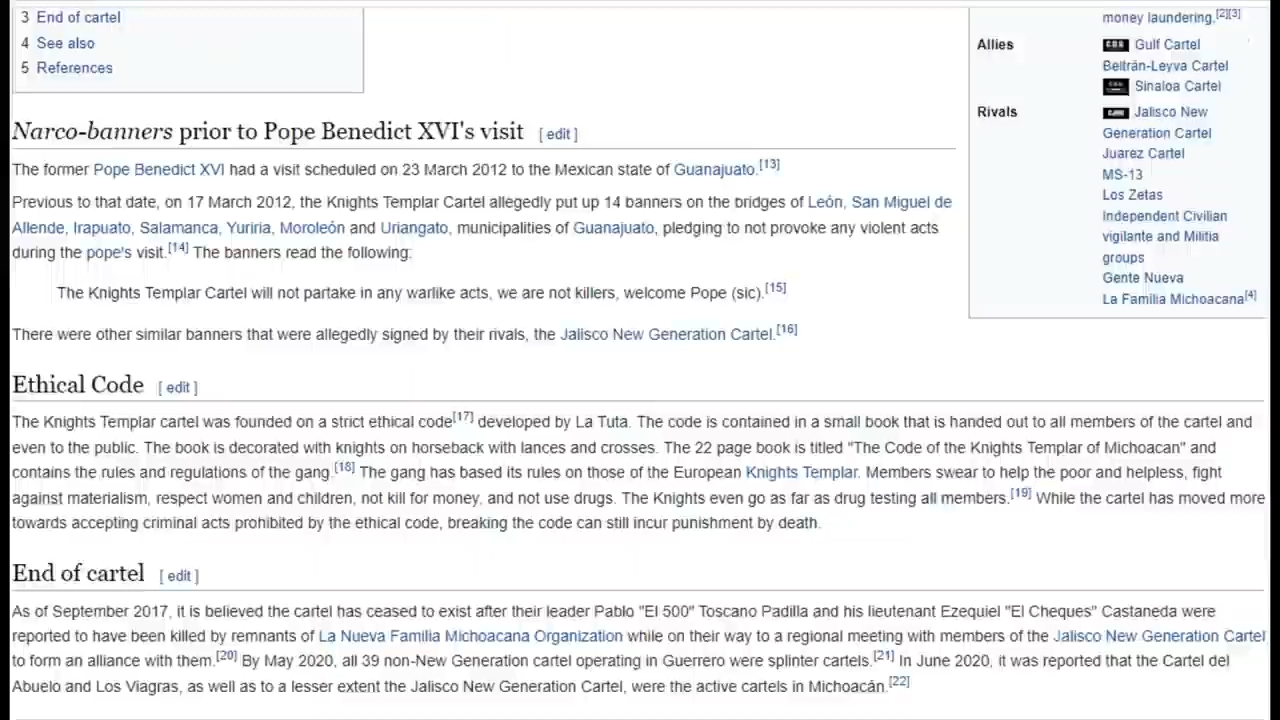 3 End of cartel
4 See also
5 References
money laundering.[2][3]
Allies
Gulf Cartel
Beltrán-Leyva Cartel
Sinaloa Cartel
Rivals
Jalisco New
Generation Cartel
Juarez Cartel
MS-13
Los Zetas
Independent Civilian
vigilante and Militia
groups
Gente Nueva
La Familia Michoacana[4]
Narco-banners prior to Pope Benedict XVI's visit [ edit ]
The former Pope Benedict XVI had a visit scheduled on 23 March 2012 to the Mexican state of Guanajuato.[13]
Previous to that date, on 17 March 2012, the Knights Templar Cartel allegedly put up 14 banners on the bridges of León, San Miguel de
Allende, Irapuato, Salamanca, Yuriria, Moroleón and Uriangato, municipalities of Guanajuato, pledging to not provoke any violent acts
during the pope's visit.[14] The banners read the following:
The Knights Templar Cartel will not partake in any warlike acts, we are not killers, welcome Pope (sic).[15]
There were other similar banners that were allegedly signed by their rivals, the Jalisco New Generation Cartel.[16]
Ethical Code [ edit ]
The Knights Templar cartel was founded on a strict ethical code[17] developed by La Tuta. The code is contained in a small book that is handed out to all members of the cartel and
even to the public. The book is decorated with knights on horseback with lances and crosses. The 22 page book is titled "The Code of the Knights Templar of Michoacan" and
contains the rules and regulations of the gang.[18] The gang has based its rules on those of the European Knights Templar. Members swear to help the poor and helpless, fight
against materialism, respect women and children, not kill for money, and not use drugs. The Knights even go as far as drug testing all members.[19] While the cartel has moved more
towards accepting criminal acts prohibited by the ethical code, breaking the code can still incur punishment by death.
End of cartel [ edit ]
As of September 2017, it is believed the cartel has ceased to exist after their leader Pablo "El 500" Toscano Padilla and his lieutenant Ezequiel "El Cheques" Castaneda were
reported to have been killed by remnants of La Nueva Familia Michoacana Organization while on their way to a regional meeting with members of the Jalisco New Generation Cartel
to form an alliance with them.[20] By May 2020, all 39 non-New Generation cartel operating in Guerrero were splinter cartels.[21] In June 2020, it was reported that the Cartel del
Abuelo and Los Viagras, as well as to a lesser extent the Jalisco New Generation Cartel, were the active cartels in Michoacán.[22]